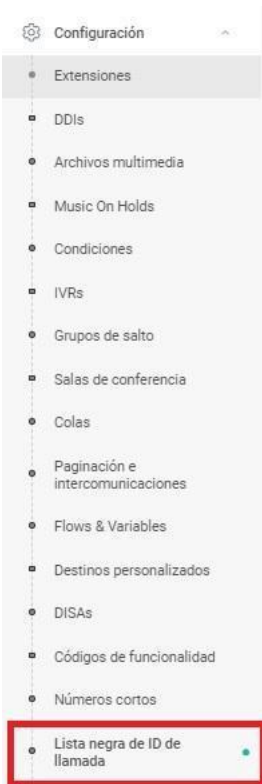 Configuración
Extensiones
DDIs
Archivos multimedia
Music On Holds
Condiciones
IVRs
Grupos de salto
Salas de conferencia
Colas
Paginación e
intercomunicaciones
Flows & Variables
Destinos personalizados
DISAs
Códigos de funcionalidad
Números cortos
Lista negra de ID de
llamada